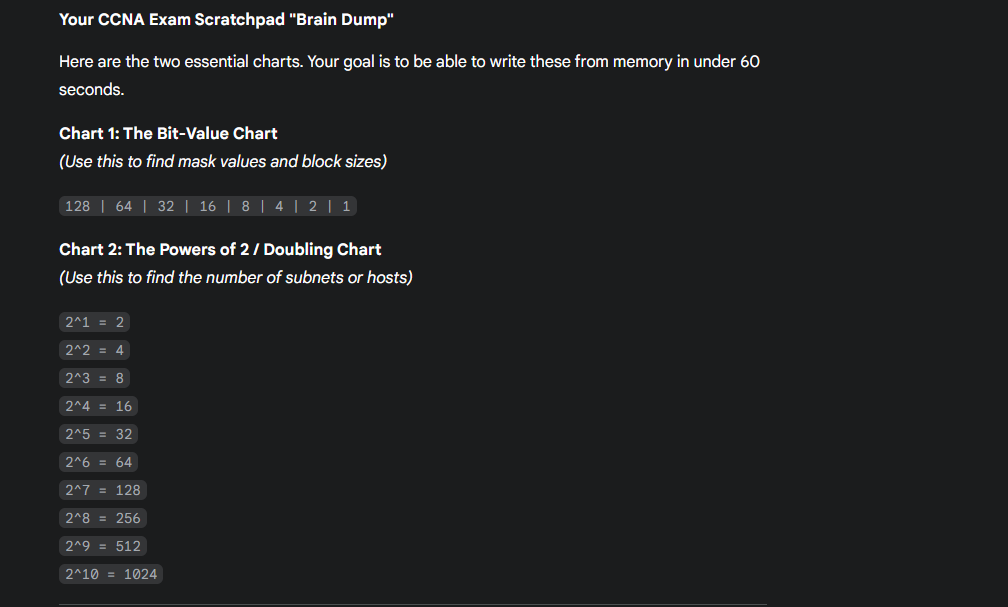 Your CCNA Exam Scratchpad "Brain Dump"
Here are the two essential charts. Your goal is to be able to write these from memory in under 60
seconds.
Chart 1: The Bit-Value Chart
(Use this to find mask values and block sizes)
128 | 64 | 32 | 16 | 8 | 4 | 2 | 1
Chart 2: The Powers of 2 / Doubling Chart
(Use this to find the number of subnets or hosts)
2^1 = 2
2^2 = 4
2^3 = 8
2^4 = 16
2^5 = 32
2^6 = 64
2^7 = 128
2^8 = 256
2^9 = 512
2^10 = 1024